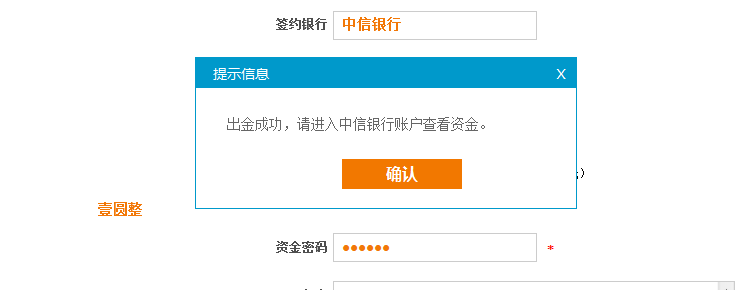 签约银行 中信银行
提示信息 X
出金成功，请进入中信银行账户查看资金。
确认
壹圆整
资金密码 ●●●●●● *